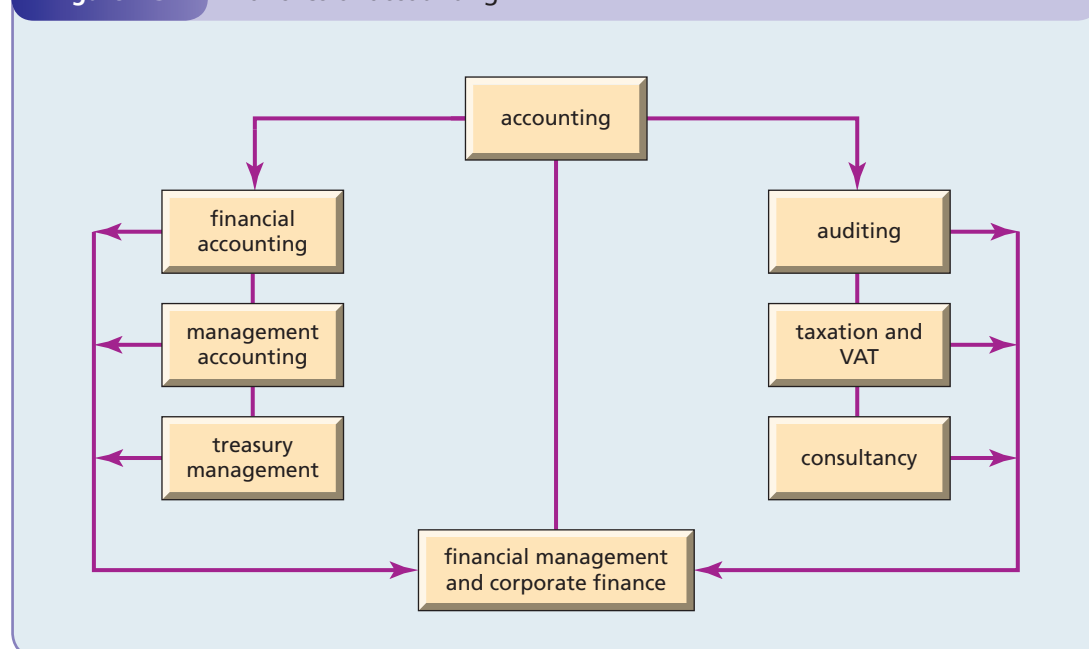 accounting
financial
accounting
management
accounting
treasury
management
auditing
taxation and
VAT
consultancy
financial management
and corporate finance